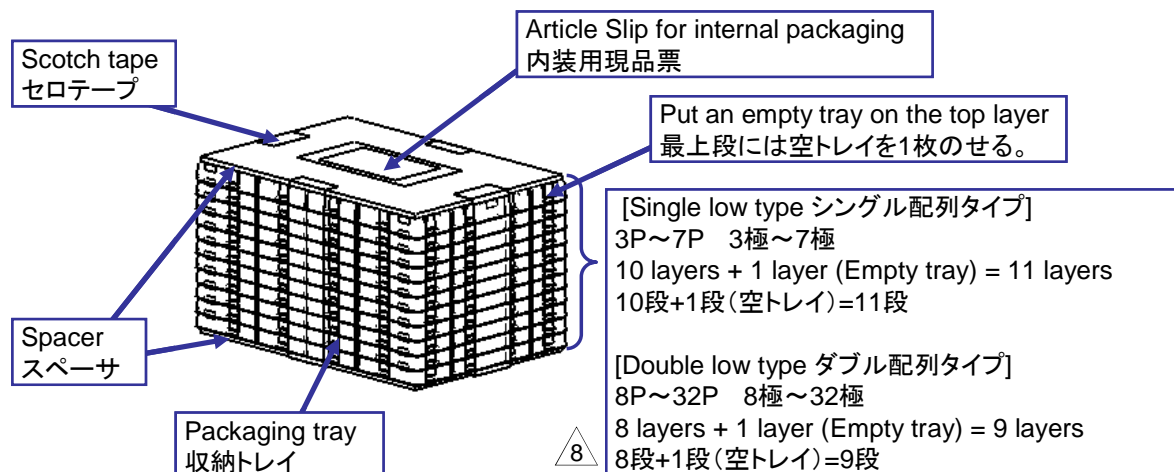 Article Slip for internal packaging
内装用現品票
Scotch tape
セロテープ
Put an empty tray on the top layer
最上段には空トレイを1枚のせる。
[Single low type シングル配列タイプ]
3P～7P 3極～7極
10 layers + 1 layer (Empty tray) = 11 layers
10段+1段(空トレイ)=11段
Spacer
スペーサ
[Double low type ダブル配列タイプ]
8P～32P 8極～32極
8 layers + 1 layer (Empty tray) = 9 layers
8段+1段(空トレイ)=9段
Packaging tray
収納トレイ
8